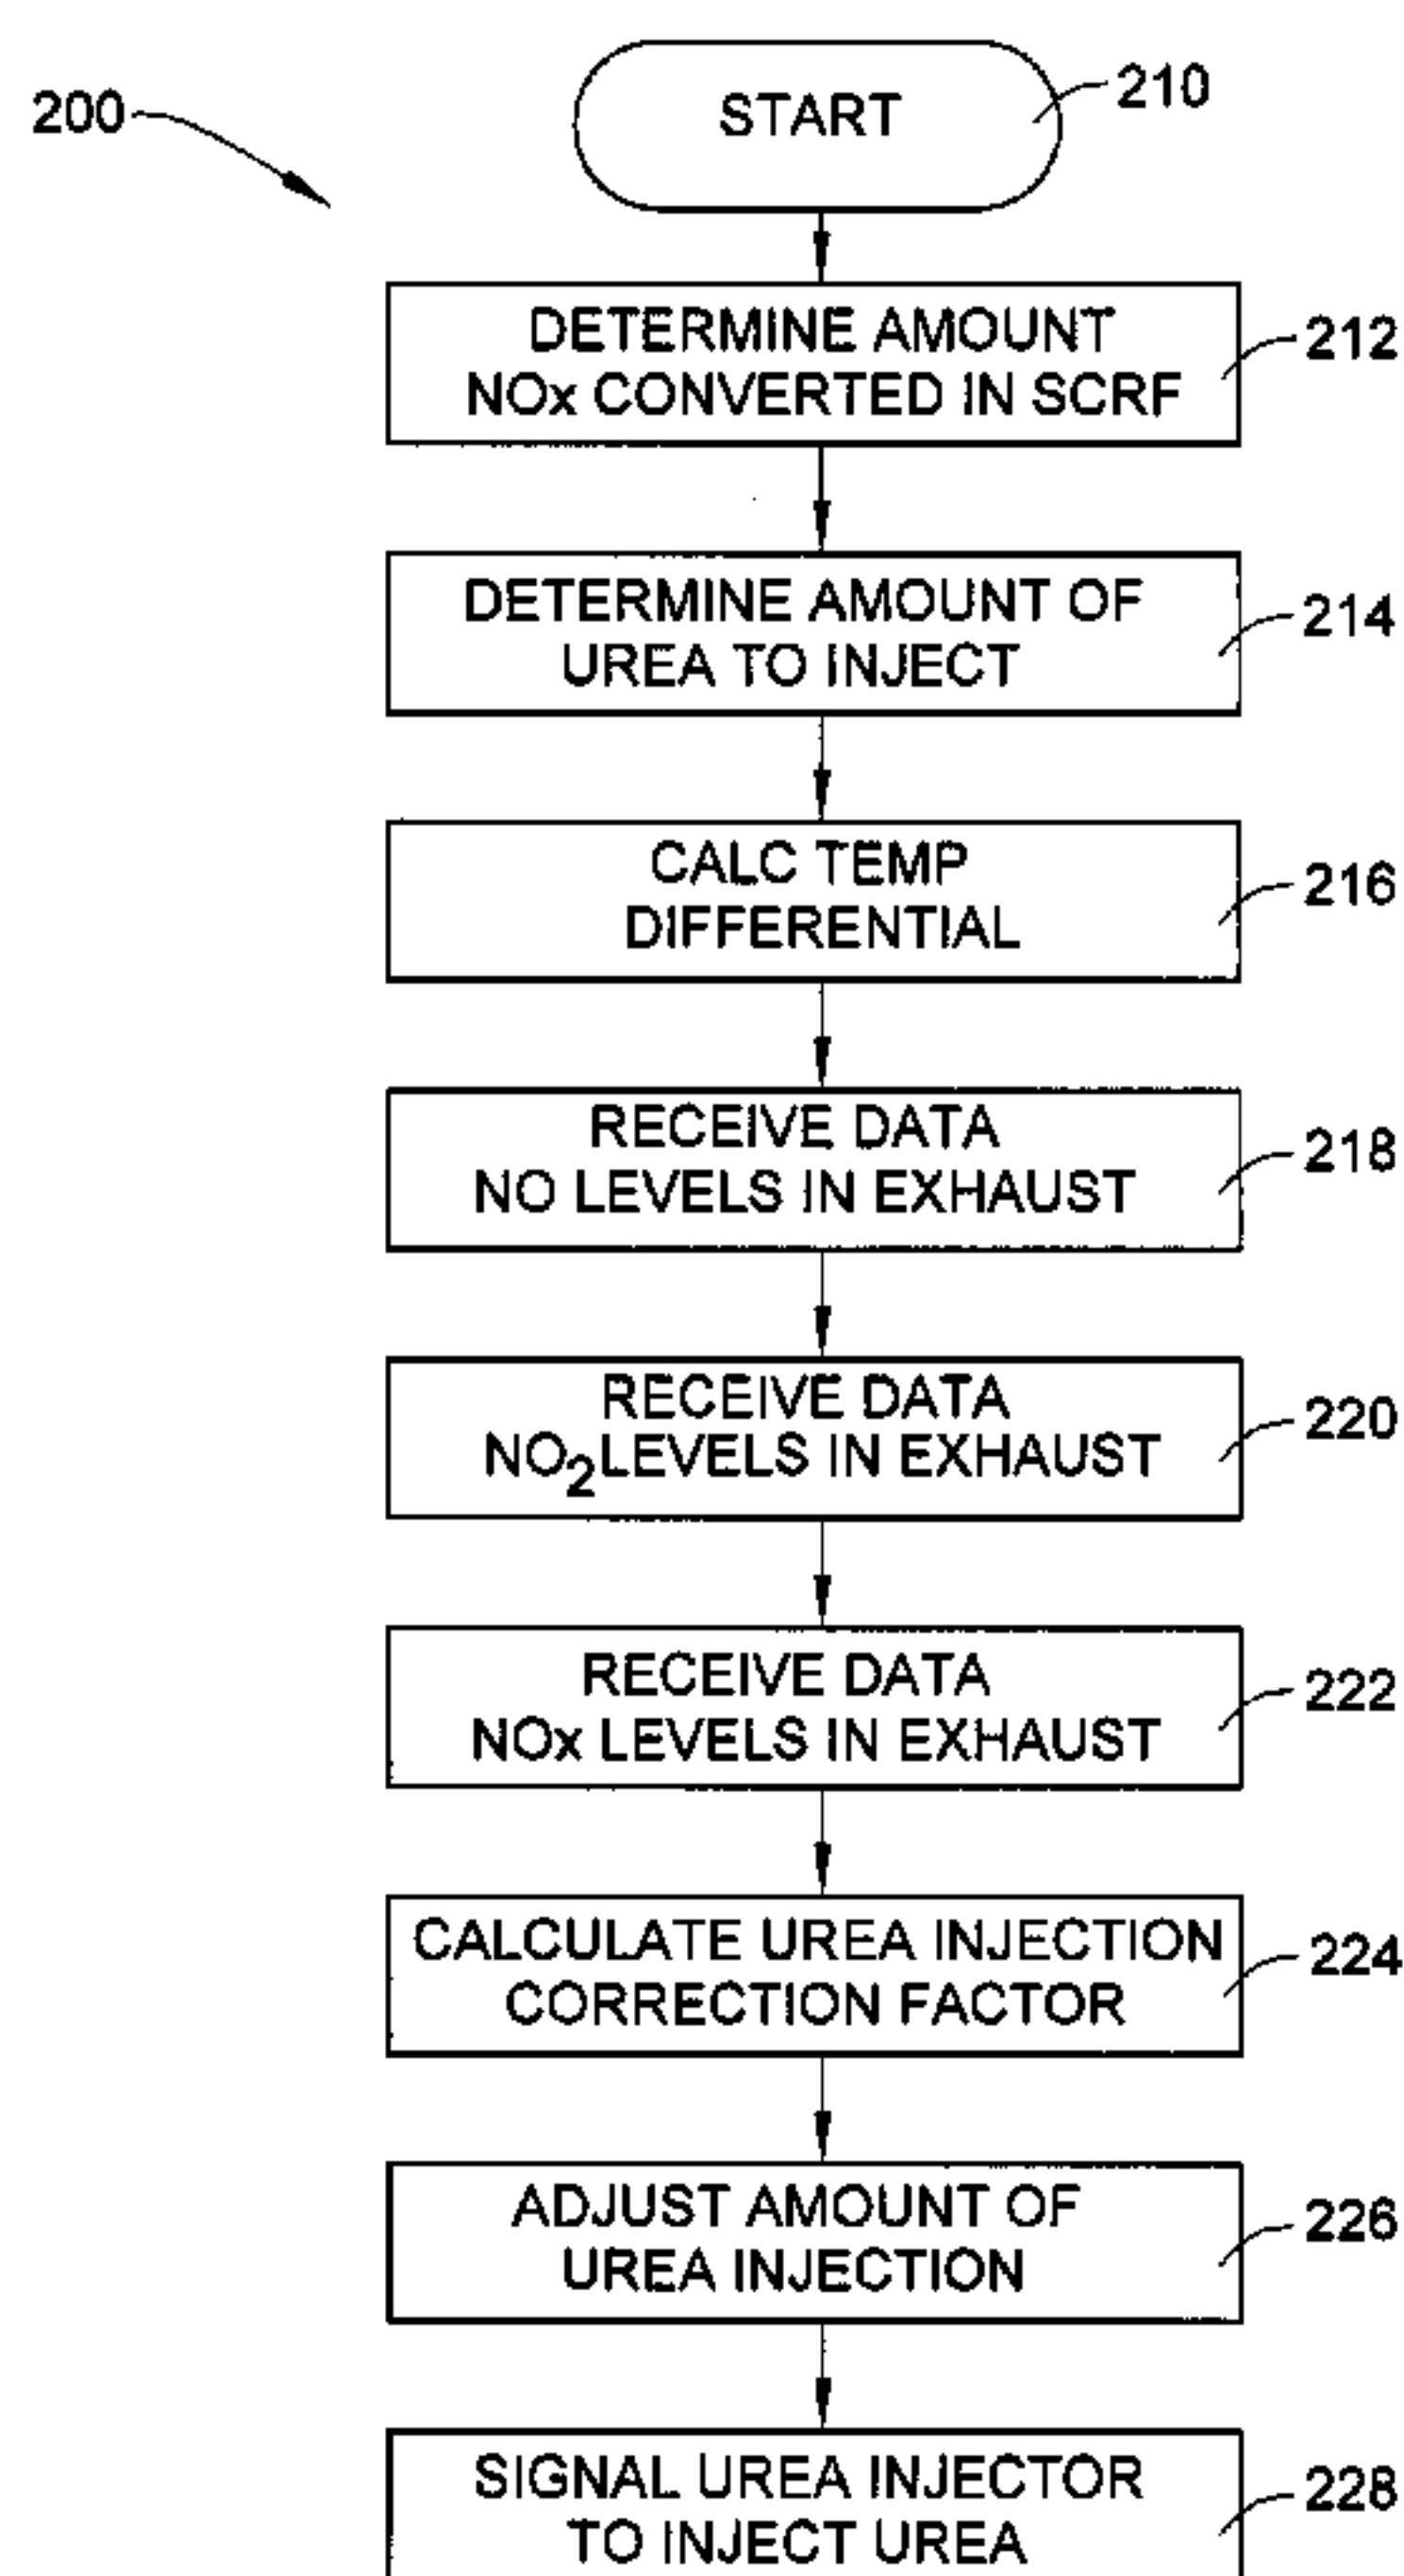 200
START
210
DETERMINE AMOUNT
NOx CONVERTED IN SCRF
212
DETERMINE AMOUNT OF
UREA TO INJECT
214
CALC TEMP
DIFFERENTIAL
216
RECEIVE DATA
NO LEVELS IN EXHAUST
218
RECEIVE DATA
NO2 LEVELS IN EXHAUST
220
RECEIVE DATA
NOx LEVELS IN EXHAUST
222
CALCULATE UREA INJECTION
CORRECTION FACTOR
224
ADJUST AMOUNT OF
UREA INJECTION
226
SIGNAL UREA INJECTOR
TO INJECT UREA
228